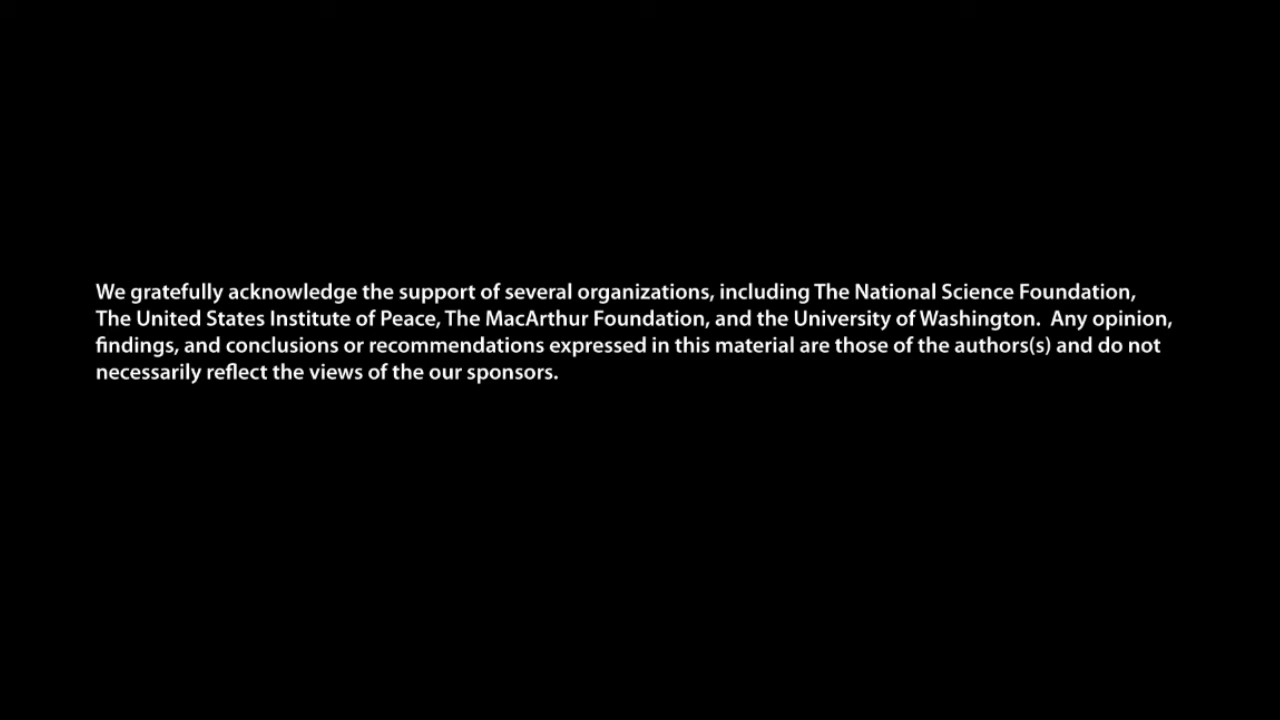 We gratefully acknowledge the support of several organizations, including The National Science Foundation,
The United States Institute of Peace, The MacArthur Foundation, and the University of Washington.  Any opinion,
findings, and conclusions or recommendations expressed in this material are those of the authors(s) and do not
necessarily reflect the views of the our sponsors.